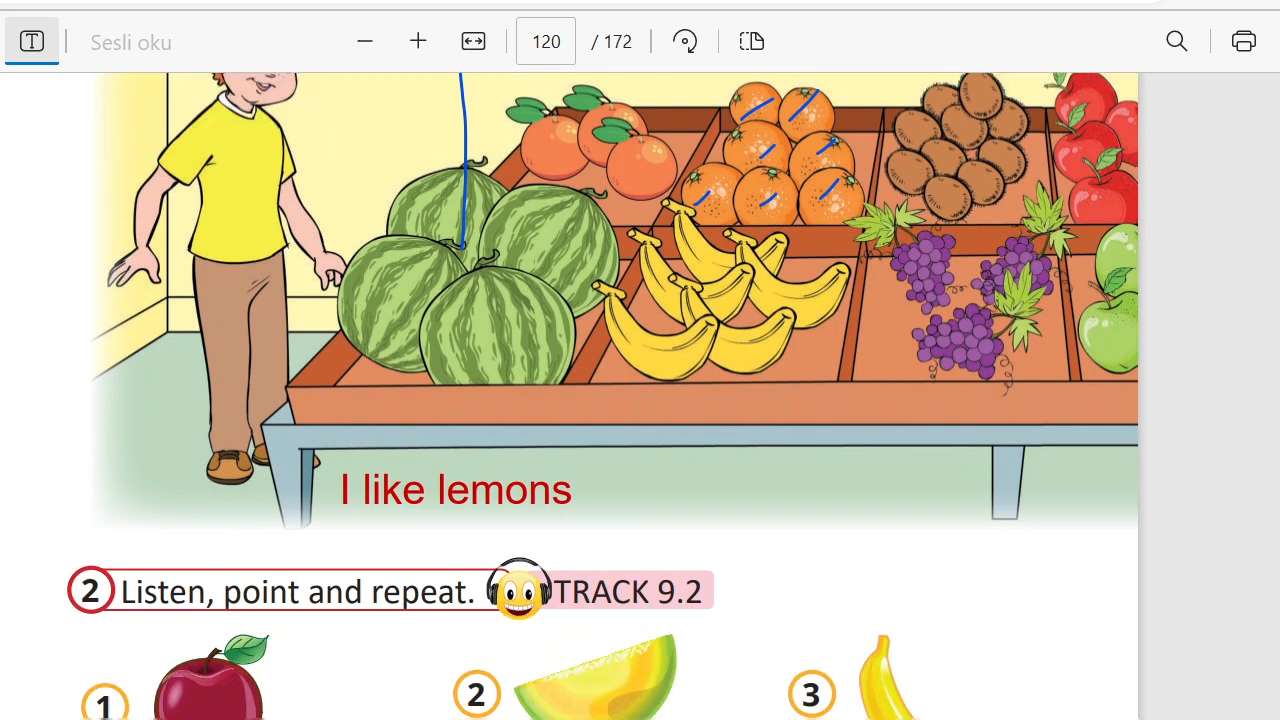 Sesli oku
120 / 172
I like lemons
2 Listen, point and repeat. TRACK 9.2
1 2 3